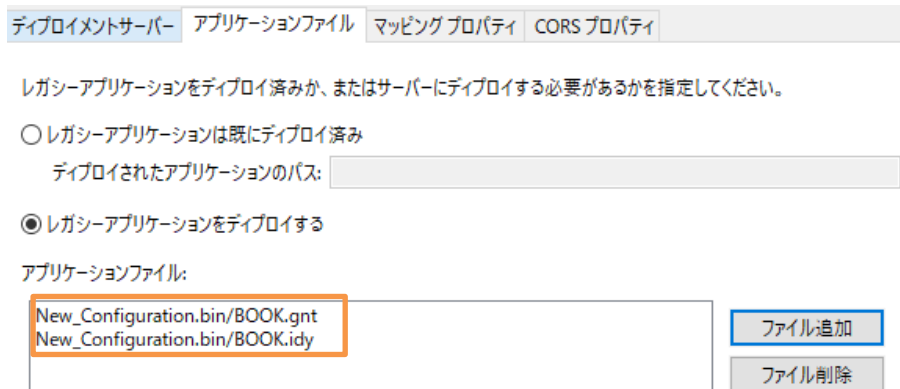 ディプロイメントサーバー アプリケーションファイル マッピング プロパティ CORS プロパティ
レガシーアプリケーションをディプロイ済みか、またはサーバーにディプロイする必要があるかを指定してください。
レガシーアプリケーションは既にディプロイ済み
ディプロイされたアプリケーションのパス:
レガシーアプリケーションをディプロイする
アプリケーションファイル:
New_Configuration.bin/BOOK.gnt
New_Configuration.bin/BOOK.idy
ファイル追加
ファイル削除